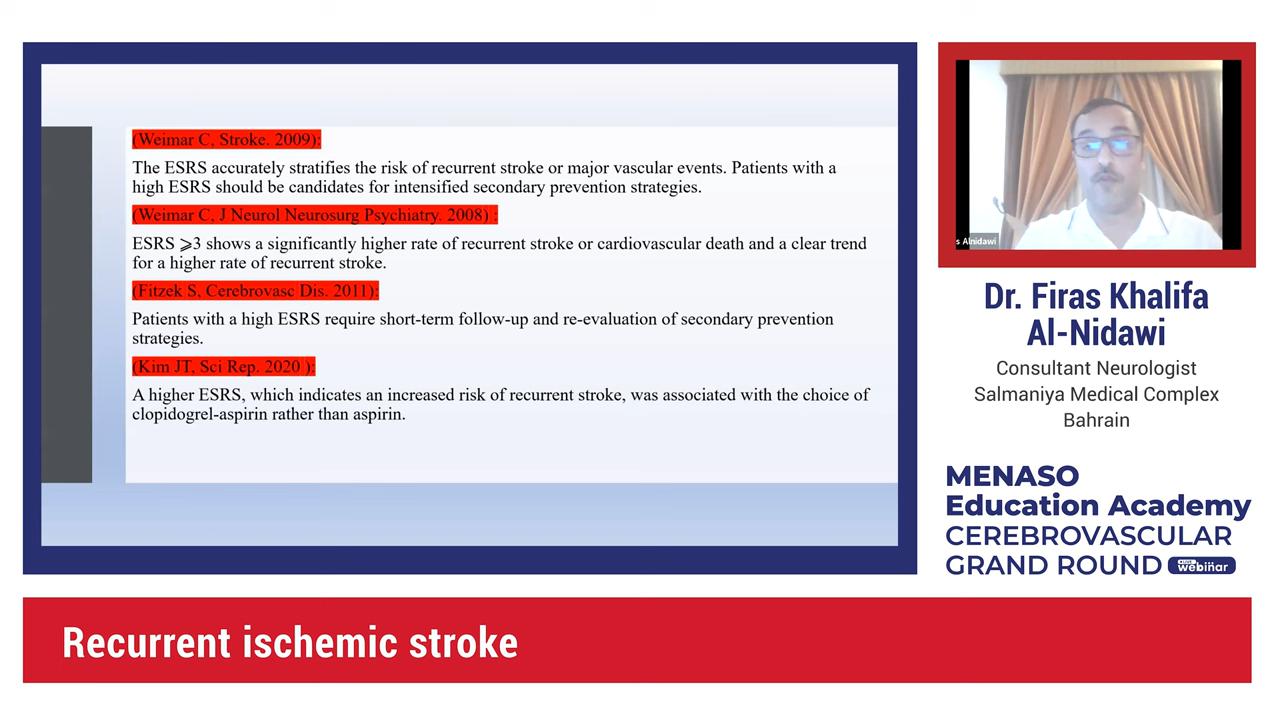 (Weimar C, Stroke. 2009):
The ESRS accurately stratifies the risk of recurrent stroke or major vascular events. Patients with a
high ESRS should be candidates for intensified secondary prevention strategies.
(Weimar C, J Neurol Neurosurg Psychiatry. 2008) :
ESRS ⩾3 shows a significantly higher rate of recurrent stroke or cardiovascular death and a clear trend
for a higher rate of recurrent stroke.
(Fitzek S, Cerebrovasc Dis. 2011):
Patients with a high ESRS require short-term follow-up and re-evaluation of secondary prevention
strategies.
(Kim JT, Sci Rep. 2020 ):
A higher ESRS, which indicates an increased risk of recurrent stroke, was associated with the choice of
clopidogrel-aspirin rather than aspirin.
s Alnidawi
Dr. Firas Khalifa
Al-Nidawi
Consultant Neurologist
Salmaniya Medical Complex
Bahrain
MENASO
Education Academy
CEREBROVASCULAR
GRAND ROUND webinar
Recurrent ischemic stroke